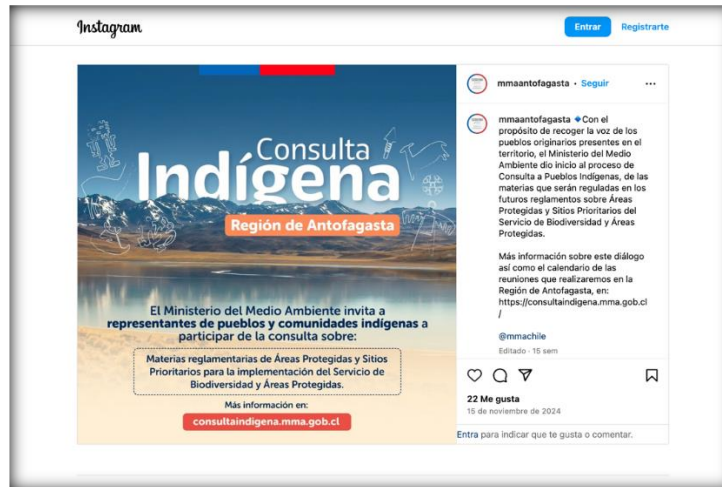 Instagram
Entrar
Registrarte
Consulta
Indígena
Región de Antofagasta
El Ministerio del Medio Ambiente invita a
representantes de pueblos y comunidades indígenas a
participar de la consulta sobre:
Materias reglamentarias de Áreas Protegidas y Sitios
Prioritarios para la implementación del Servicio de
Biodiversidad y Áreas Protegidas.
Más información en:
consultaindigena.mma.gob.cl
mmaantofagasta • Seguir
mmaantofagasta 🔹Con el
propósito de recoger la voz de los
pueblos originarios presentes en el
territorio, el Ministerio del Medio
Ambiente dio inicio al proceso de
Consulta a Pueblos Indígenas, de las
materias que serán reguladas en los
futuros reglamentos sobre Áreas
Protegidas y Sitios Prioritarios del
Servicio de Biodiversidad y Áreas
Protegidas.
Más información sobre este diálogo
así como el calendario de las
reuniones que realizaremos en la
Región de Antofagasta, en:
https://consultaindigena.mma.gob.cl
/
@mmachile
Editado · 15 sem
22 Me gusta
15 de noviembre de 2024
Entra para indicar que te gusta o comentar.